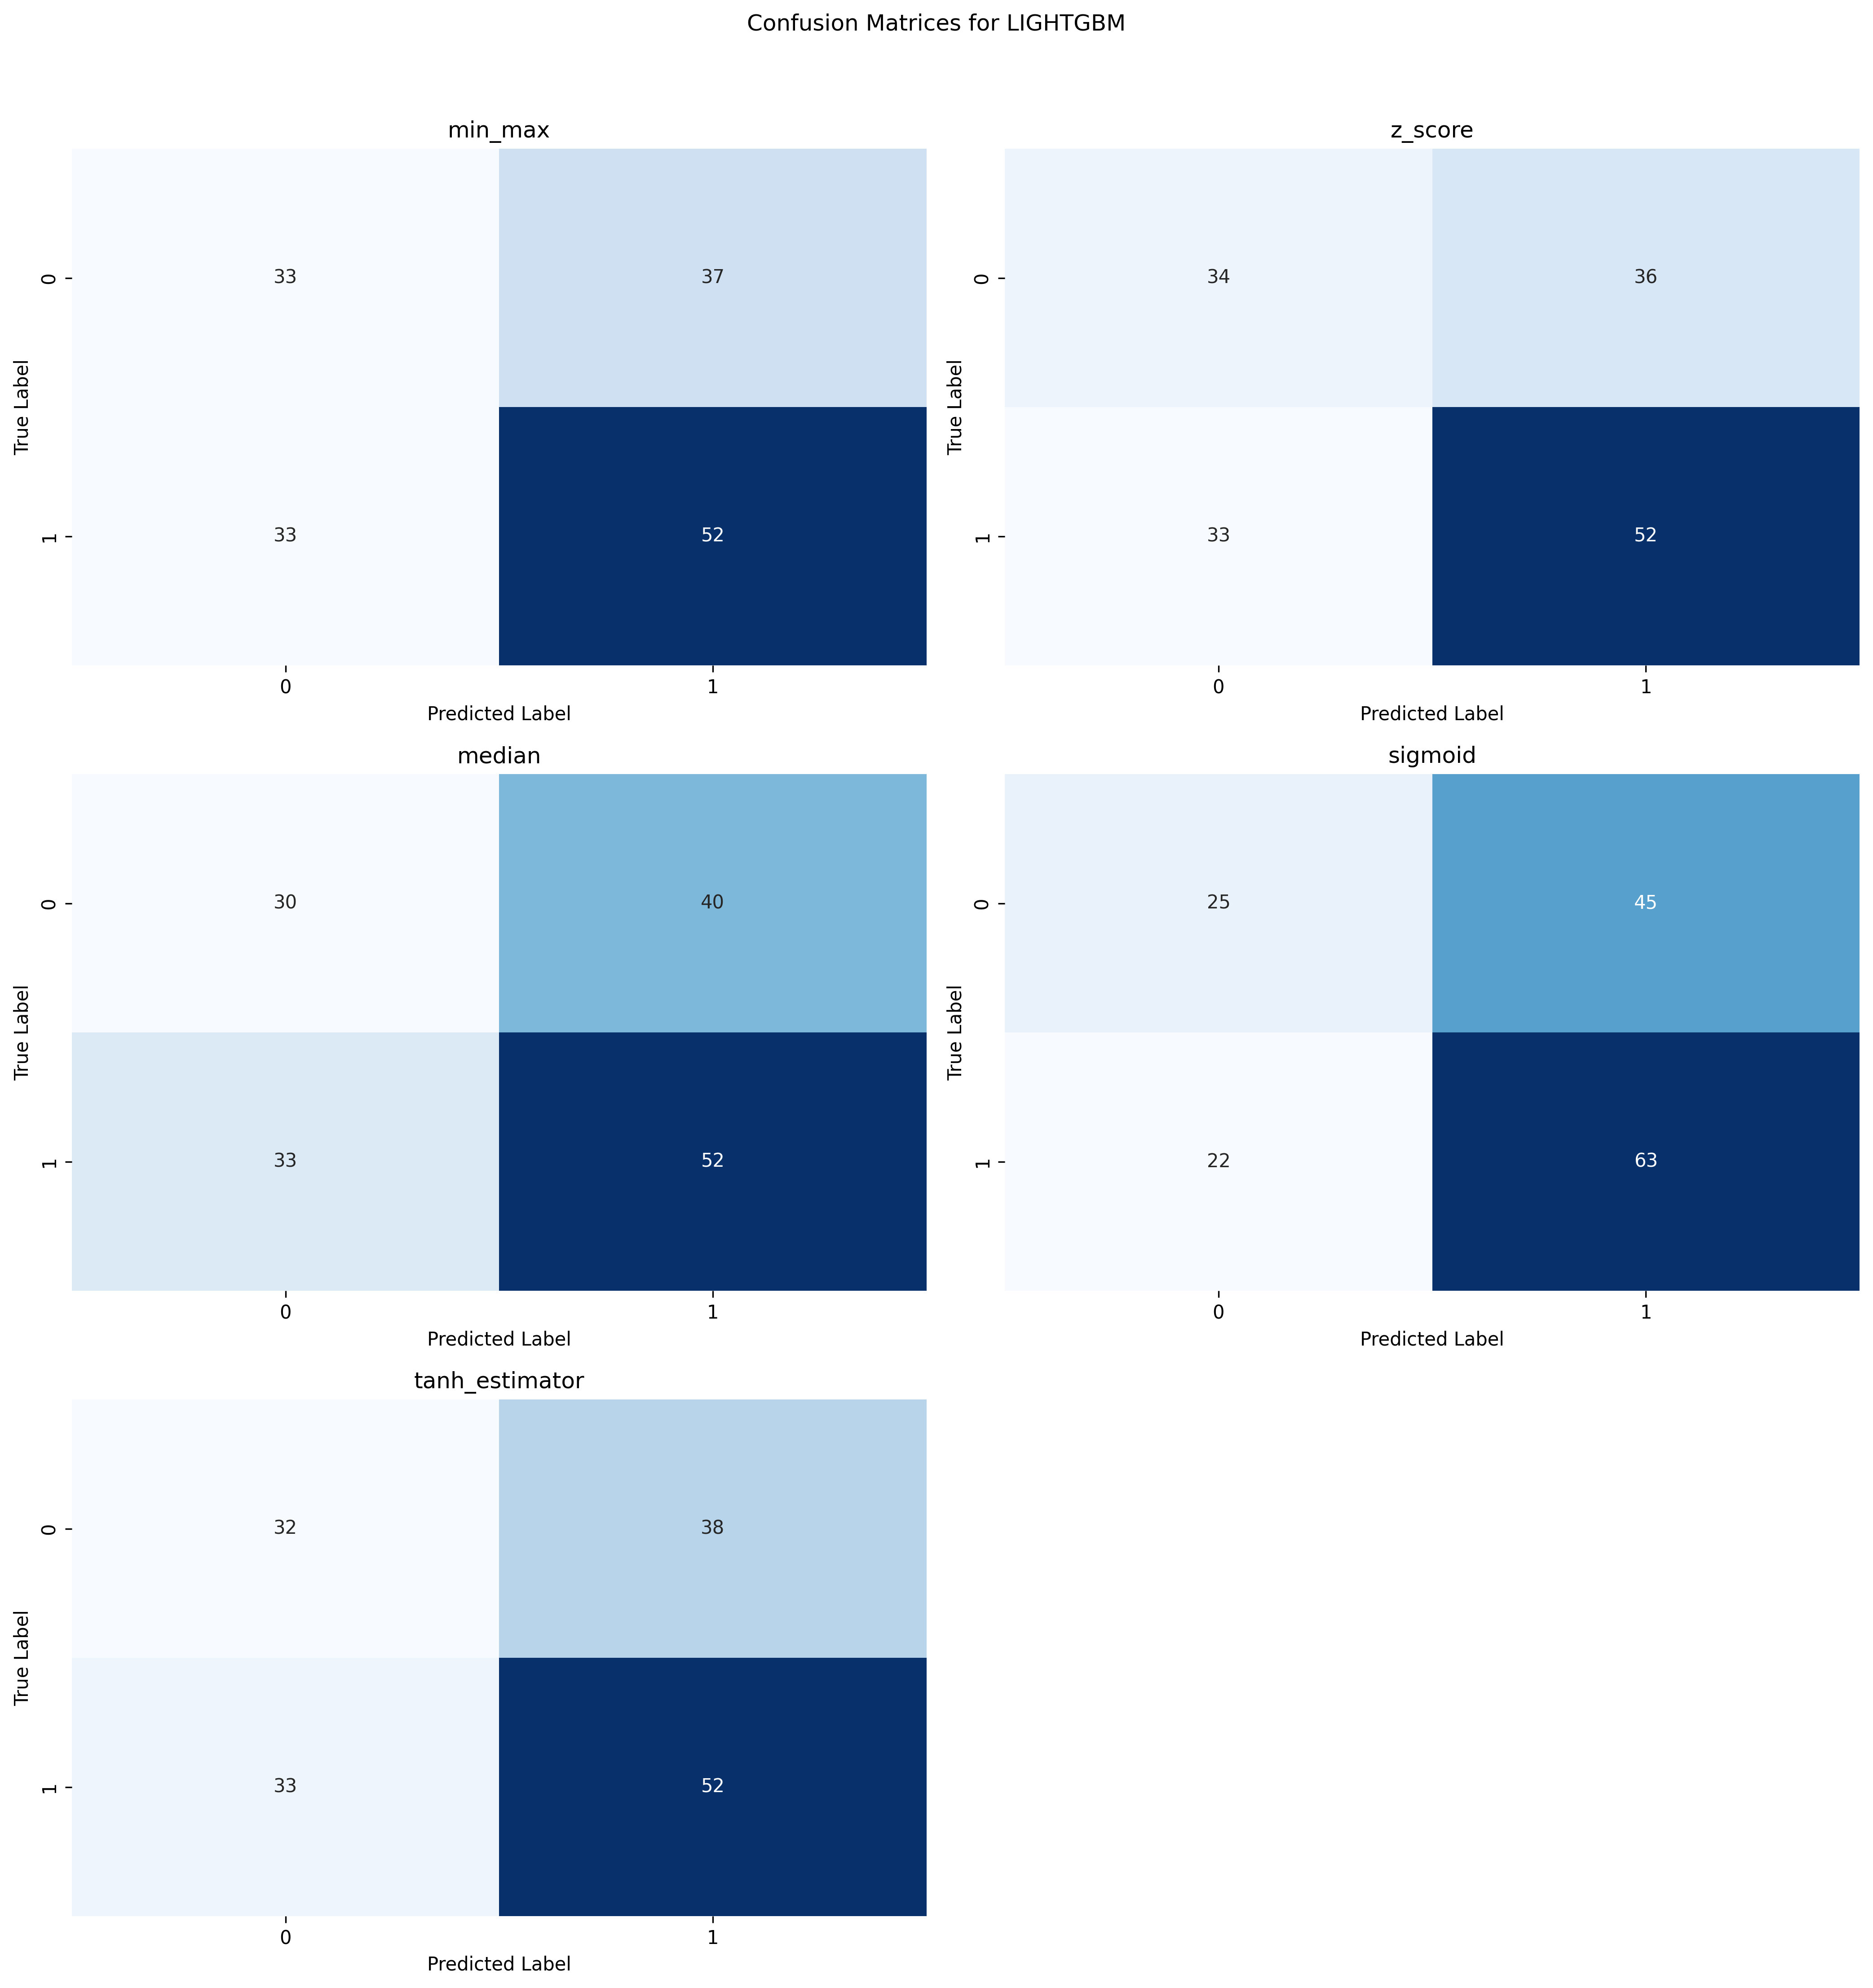 Confusion Matrices for LIGHTGBM
min_max
0
33
37
1
33
52
True Label
0
1
Predicted Label
z_score
0
34
36
1
33
52
True Label
0
1
Predicted Label
median
0
30
40
1
33
52
True Label
0
1
Predicted Label
sigmoid
0
25
45
1
22
63
True Label
0
1
Predicted Label
tanh_estimator
0
32
38
1
33
52
True Label
0
1
Predicted Label